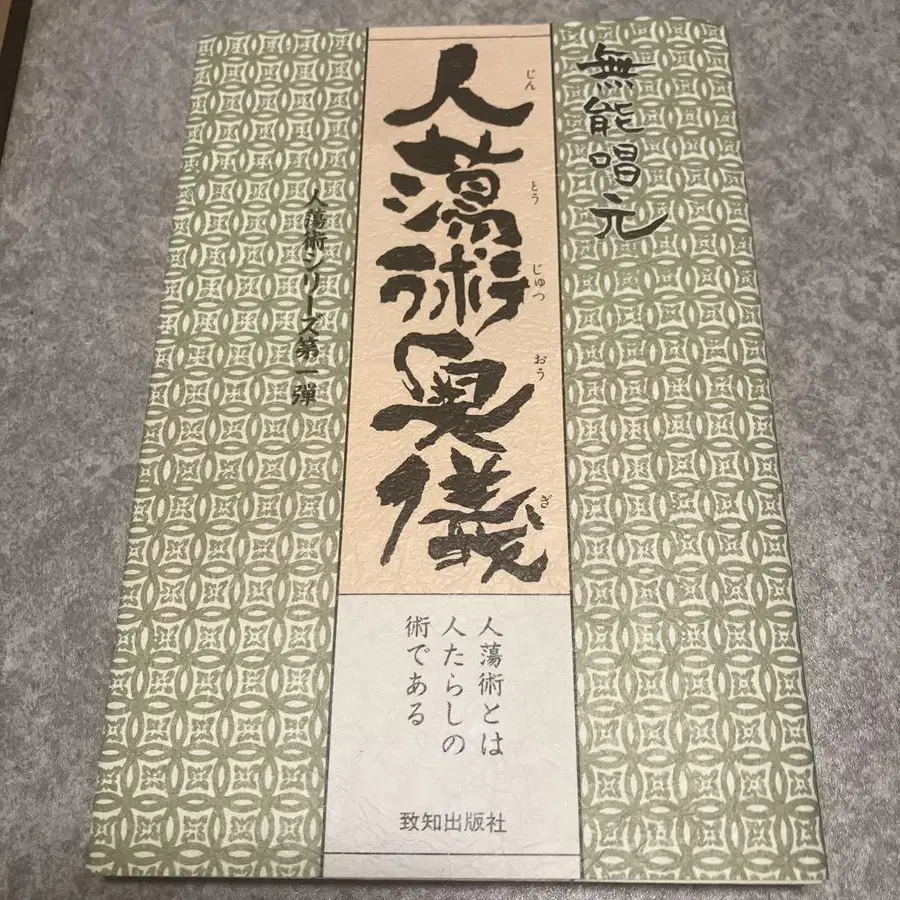 無能唱元
人蕩術奥儀
じんとうじゅつおうぎ
人蕩術シリーズ第一弾
人蕩術とは
人たらしの
術である
致知出版社